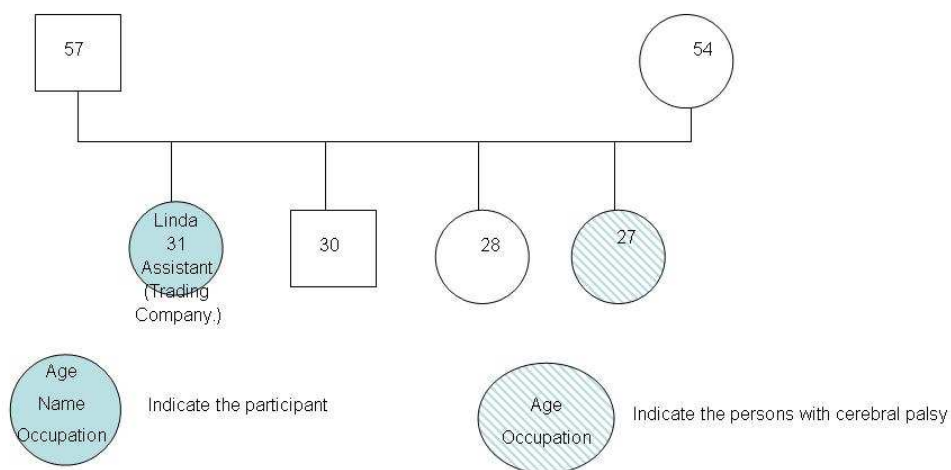 57
54
Linda
31
Assistant
(Trading
Company.)
30
28
27
Age
Name
Occupation
Indicate the participant
Age
Occupation
Indicate the persons with cerebral palsy